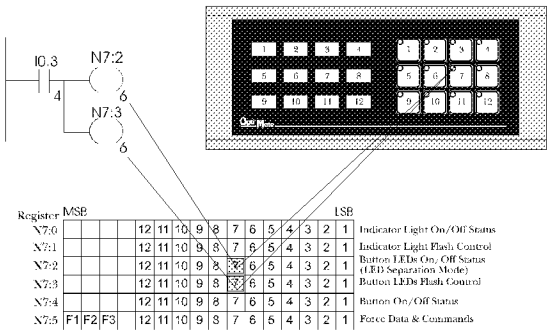 I0.3
N7:2
4
6
N7:3
6
1 2 3 4
5 6 7 8
9 10 11 12
1 2 3 4
5 6 7 8
9 10 11 12
Register MSB LSB
N7:0 12 11 10 9 8 7 6 5 4 3 2 1 Indicator Light On/Off Status
N7:1 12 11 10 9 8 7 6 5 4 3 2 1 Indicator Light Flash Control
N7:2 12 11 10 9 8 7 6 5 4 3 2 1 Button LEDs On/Off Status
(LED Separation Mode)
N7:3 12 11 10 9 8 7 6 5 4 3 2 1 Button LEDs Flash Control
N7:4 12 11 10 9 8 7 6 5 4 3 2 1 Button On/Off Status
N7:5 F1 F2 F3 12 11 10 9 8 7 6 5 4 3 2 1 Force Data & Commands